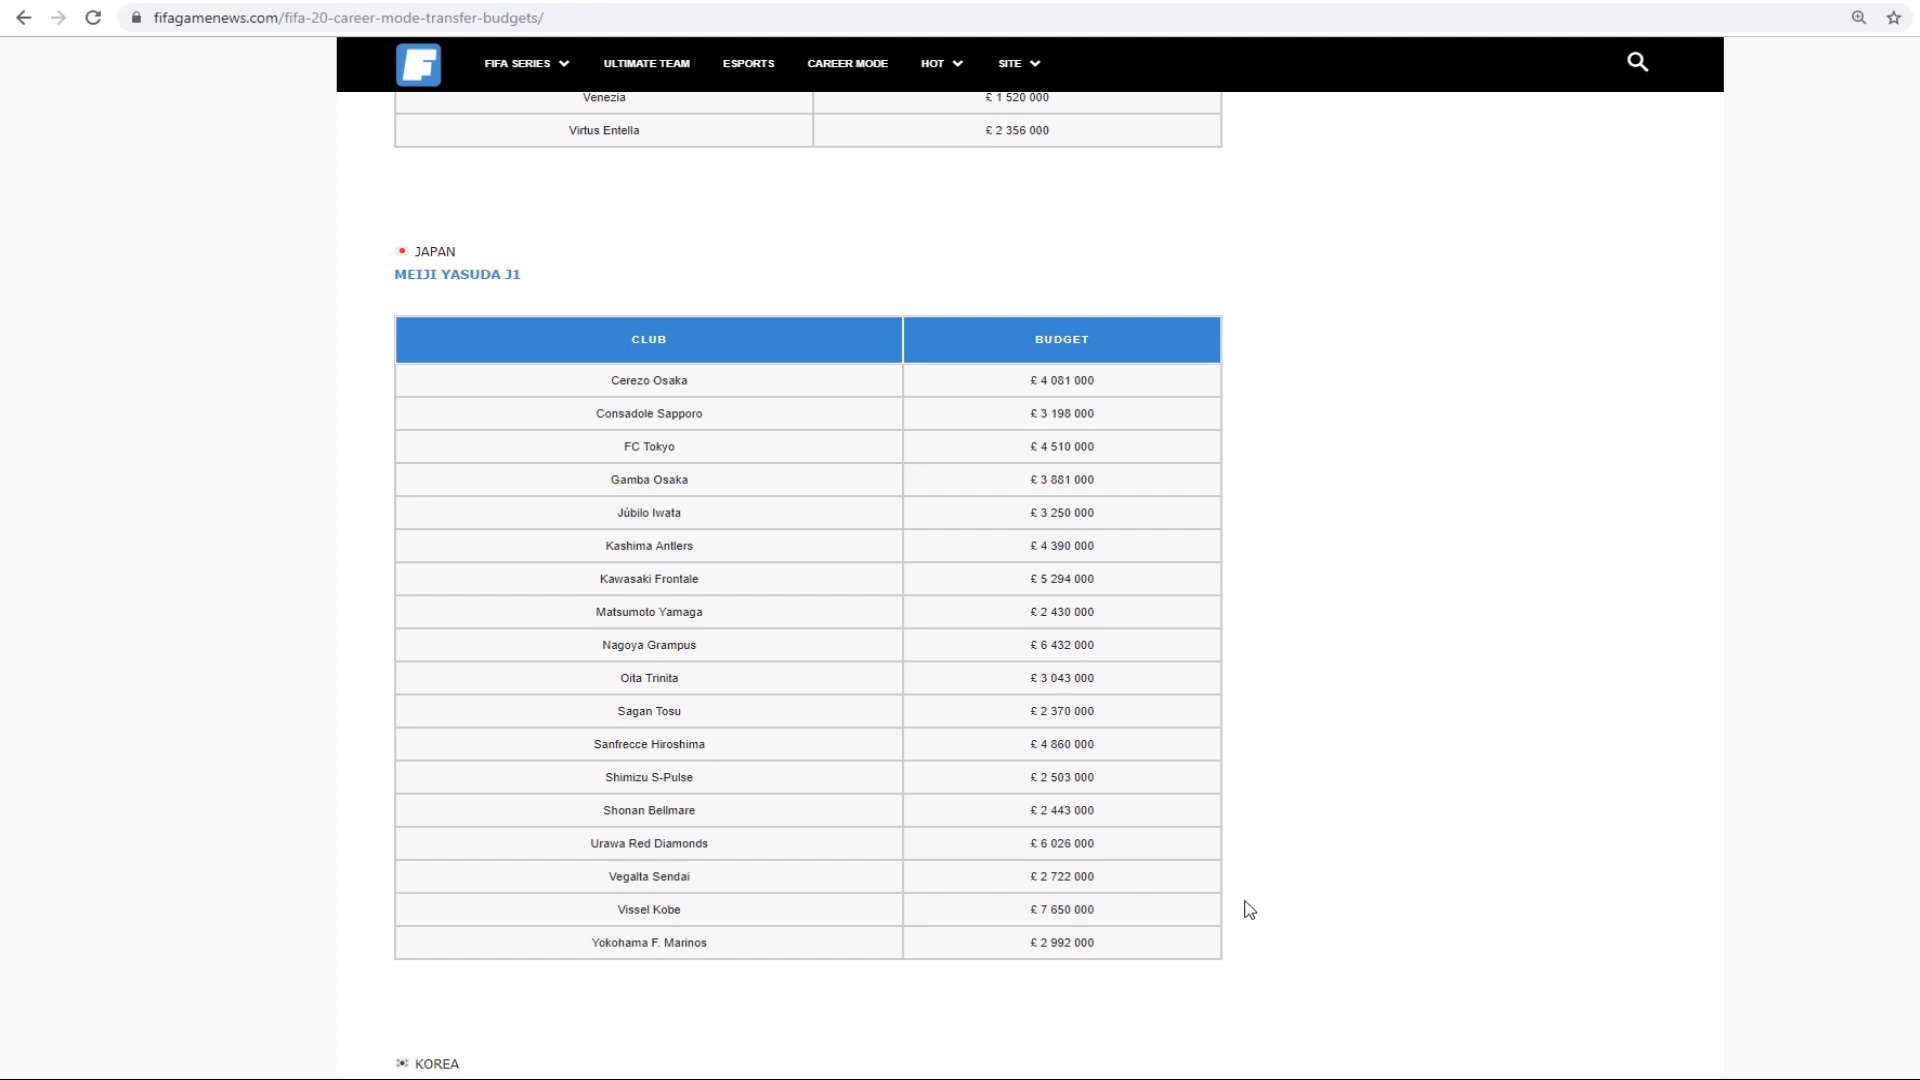 fifagamenews.com/fifa-20-career-mode-transfer-budgets/
FIFA SERIES ULTIMATE TEAM ESPORTS CAREER MODE HOT SITE
Venezia £ 1 520 000
Virtus Entella £ 2 356 000
JAPAN
MEIJI YASUDA J1
CLUB BUDGET
Cerezo Osaka £ 4 081 000
Consadole Sapporo £ 3 198 000
FC Tokyo £ 4 510 000
Gamba Osaka £ 3 881 000
Júbilo Iwata £ 3 250 000
Kashima Antlers £ 4 390 000
Kawasaki Frontale £ 5 294 000
Matsumoto Yamaga £ 2 430 000
Nagoya Grampus £ 6 432 000
Oita Trinita £ 3 043 000
Sagan Tosu £ 2 370 000
Sanfrecce Hiroshima £ 4 860 000
Shimizu S-Pulse £ 2 503 000
Shonan Bellmare £ 2 443 000
Urawa Red Diamonds £ 6 026 000
Vegalta Sendai £ 2 722 000
Vissel Kobe £ 7 650 000
Yokohama F. Marinos £ 2 992 000
KOREA